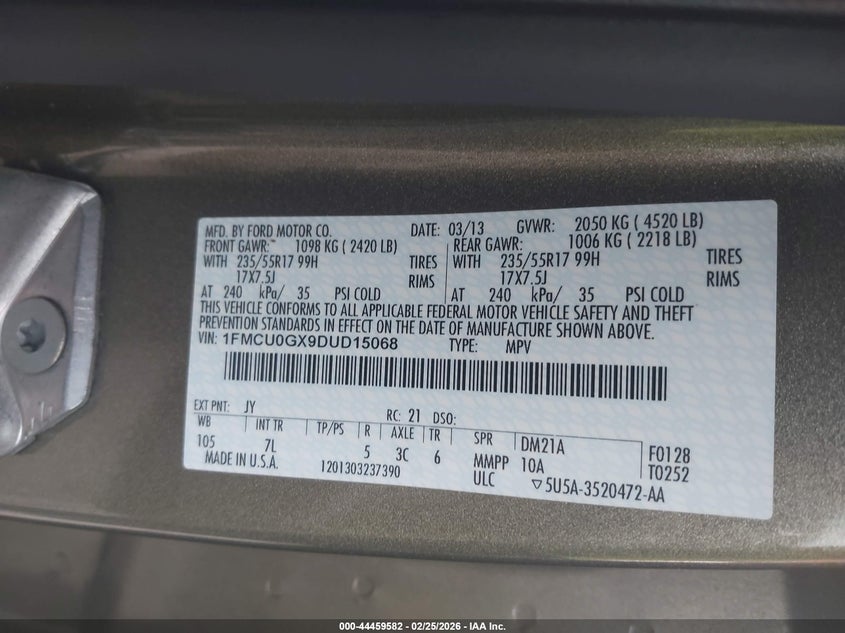 MFD. BY FORD MOTOR CO. DATE: 03/13 GVWR: 2050 KG ( 4520 LB)
FRONT GAWR: 1098 KG ( 2420 LB) REAR GAWR: 1006 KG ( 2218 LB)
WITH 235/55R17 99H TIRES WITH 235/55R17 99H TIRES
17X7.5J RIMS 17X7.5J RIMS
AT 240 kPa/ 35 PSI COLD AT 240 kPa/ 35 PSI COLD
THIS VEHICLE CONFORMS TO ALL APPLICABLE FEDERAL MOTOR VEHICLE SAFETY AND THEFT
PREVENTION STANDARDS IN EFFECT ON THE DATE OF MANUFACTURE SHOWN ABOVE.
VIN: 1FMCU0GX9DUD15068 TYPE: MPV
EXT PNT: JY RC: 21 DSO:
WB INT TR TP/PS R AXLE TR SPR DM21A F0128
105 7L 5 3C 6 MMPP 10A T0252
MADE IN U.S.A. 1201303237390 ULC ▽5U5A-3520472-AA
000-44459582 - 02/25/2026 - IAA Inc.